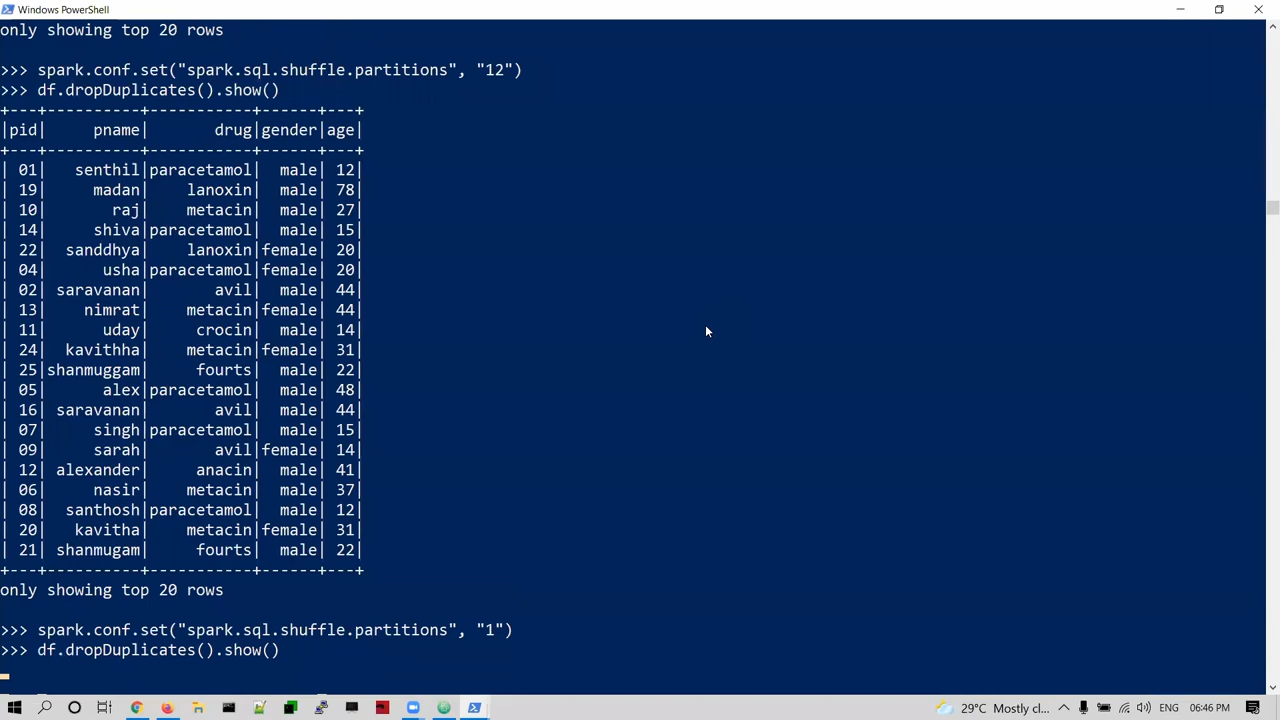 Windows PowerShell
only showing top 20 rows
>>> spark.conf.set("spark.sql.shuffle.partitions", "12")
>>> df.dropDuplicates().show()
+---+----------+-----------+------+---+
|pid|     pname|       drug|gender|age|
+---+----------+-----------+------+---+
| 01|   senthil|paracetamol|  male| 12|
| 19|     madan|    lanoxin|  male| 78|
| 10|       raj|    metacin|  male| 27|
| 14|     shiva|paracetamol|  male| 15|
| 22|  sanddhya|    lanoxin|female| 20|
| 04|      usha|paracetamol|female| 20|
| 02| saravanan|       avil|  male| 44|
| 13|    nimrat|    metacin|female| 44|
| 11|      uday|     crocin|  male| 14|
| 24|  kavithha|    metacin|female| 31|
| 25|shanmuggam|     fourts|  male| 22|
| 05|      alex|paracetamol|  male| 48|
| 16| saravanan|       avil|  male| 44|
| 07|     singh|paracetamol|  male| 15|
| 09|     sarah|       avil|female| 14|
| 12| alexander|     anacin|  male| 41|
| 06|     nasir|    metacin|  male| 37|
| 08|  santhosh|paracetamol|  male| 12|
| 20|   kavitha|    metacin|female| 31|
| 21| shanmugam|     fourts|  male| 22|
+---+----------+-----------+------+---+
only showing top 20 rows
>>> spark.conf.set("spark.sql.shuffle.partitions", "1")
>>> df.dropDuplicates().show()
29°C Mostly cl... ENG 06:46 PM